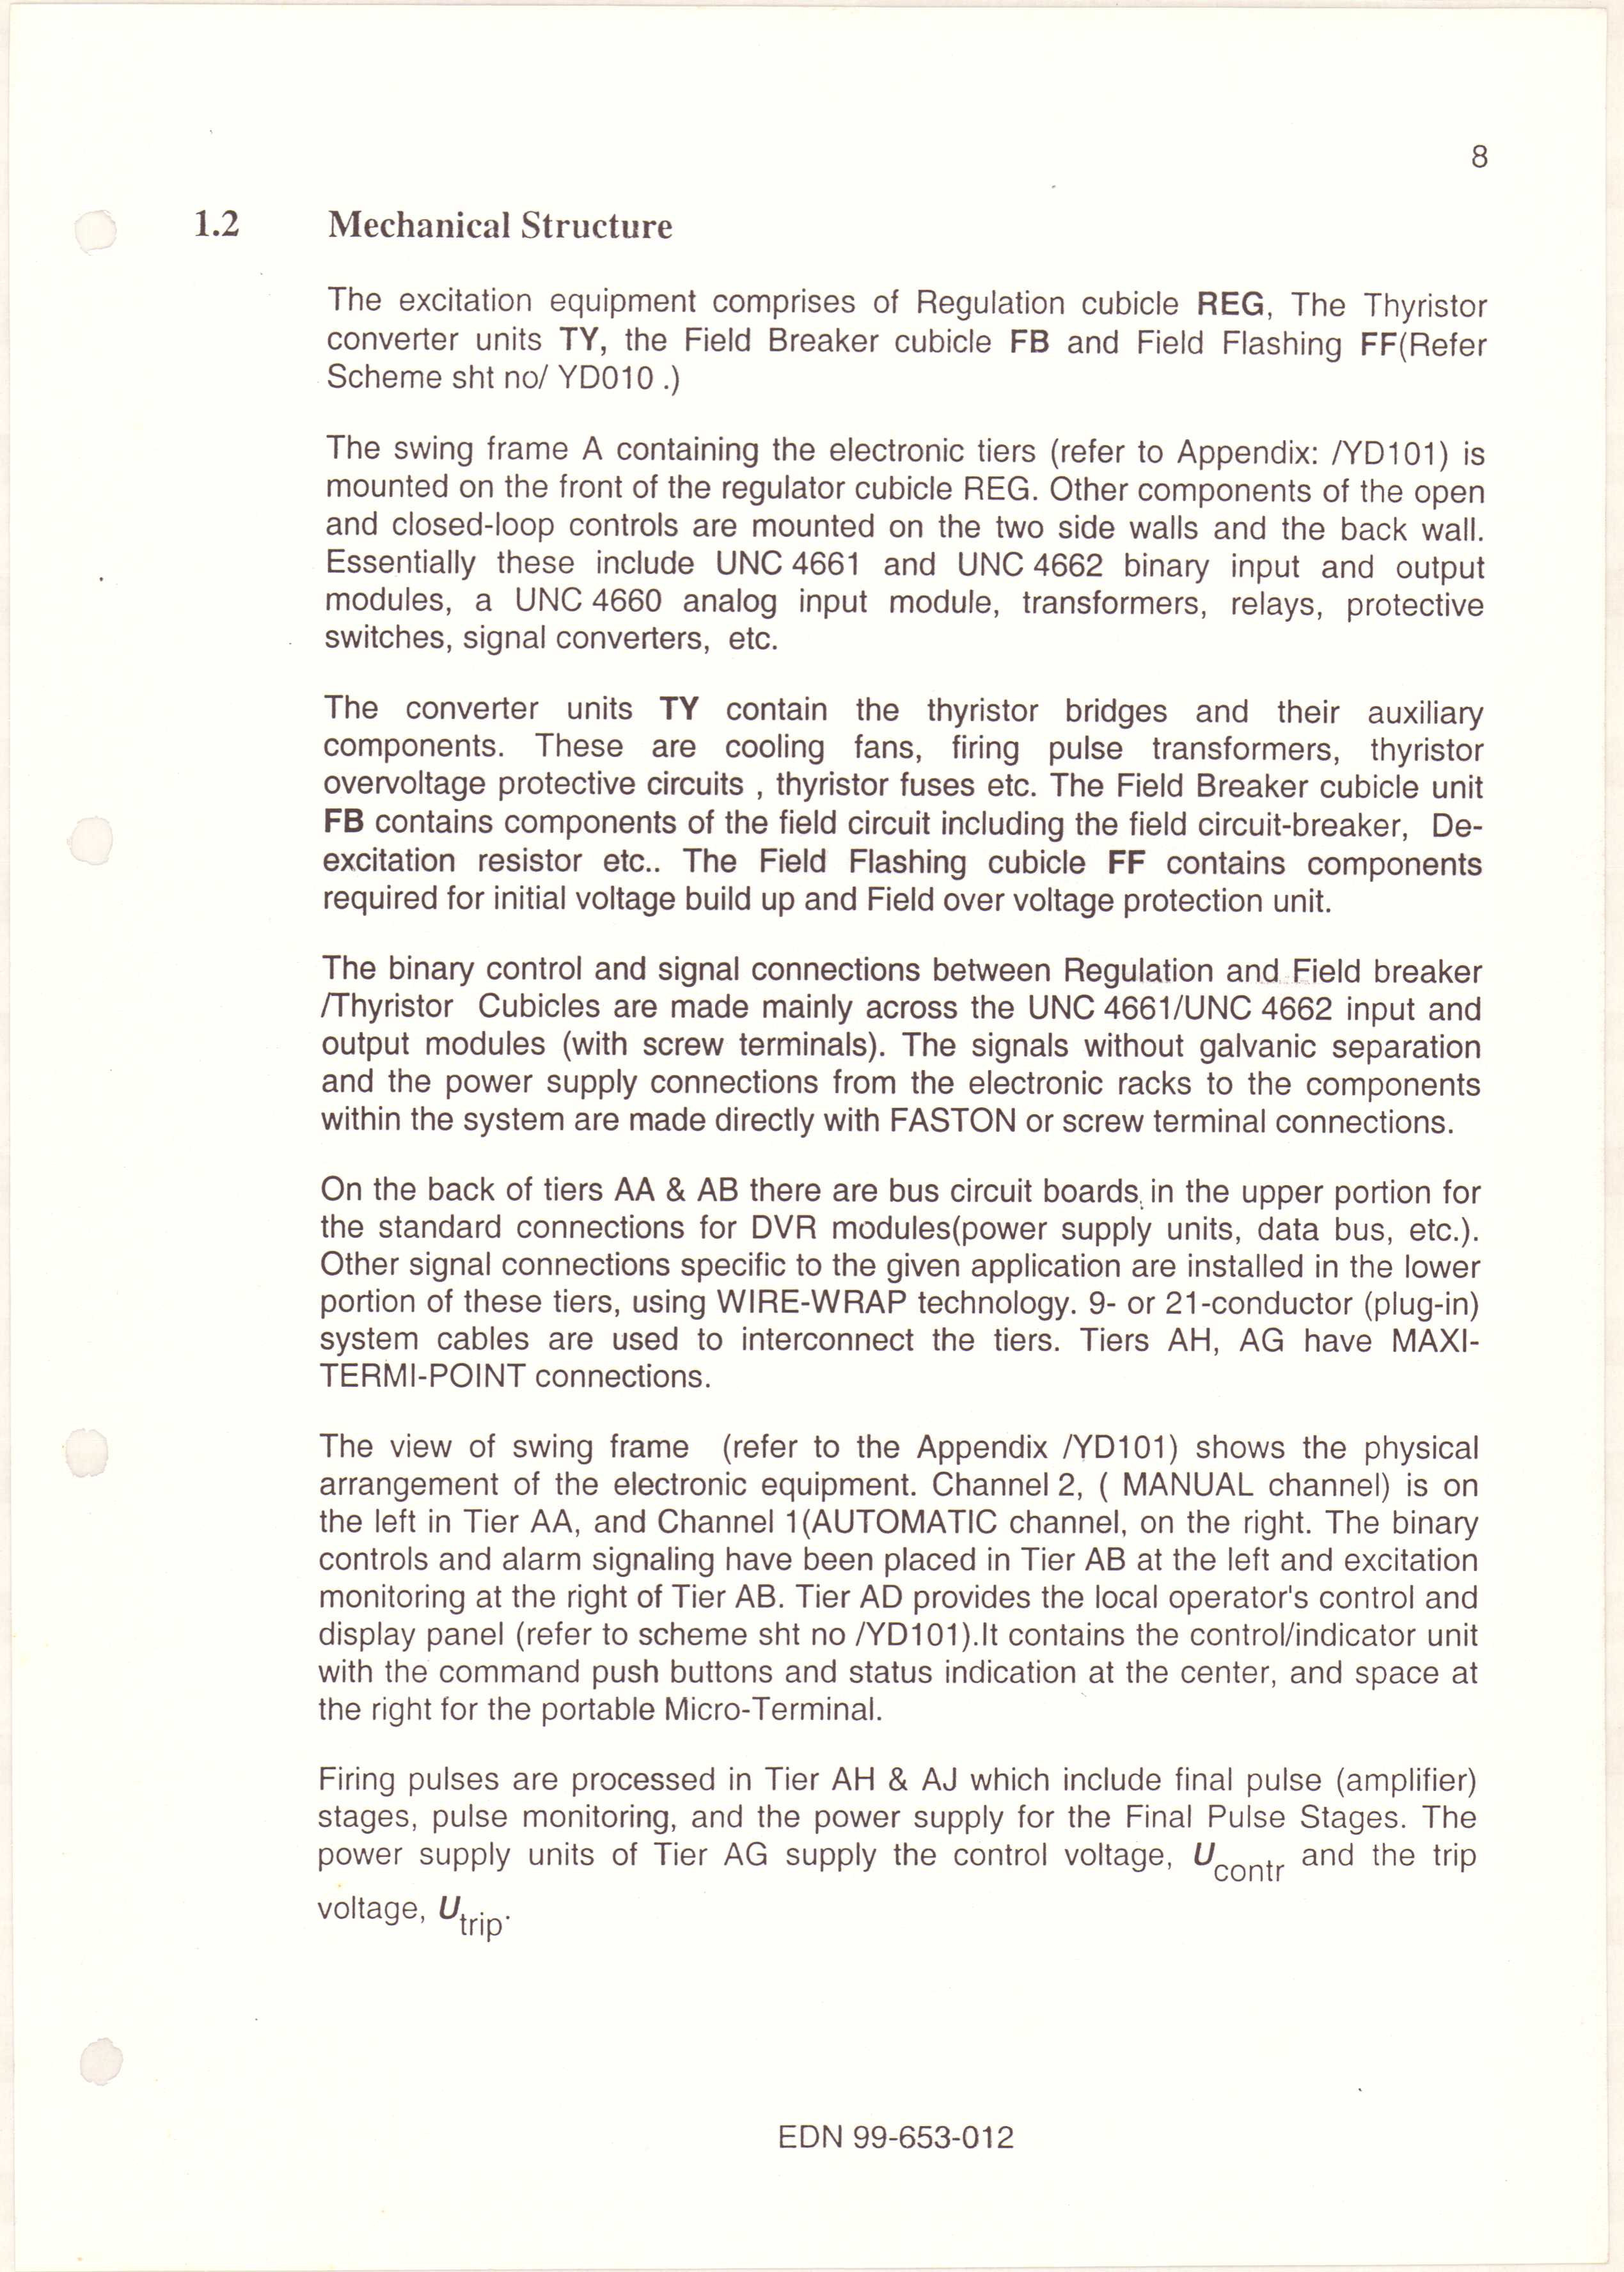 8
1.2 Mechanical Structure
The excitation equipment comprises of Regulation cubicle REG, The Thyristor
converter units TY, the Field Breaker cubicle FB and Field Flashing FF(Refer
Scheme sht no/ YD010 .)
The swing frame A containing the electronic tiers (refer to Appendix: /YD101) is
mounted on the front of the regulator cubicle REG. Other components of the open
and closed-loop controls are mounted on the two side walls and the back wall.
Essentially these include UNC 4661 and UNC 4662 binary input and output
modules, a UNC 4660 analog input module, transformers, relays, protective
switches, signal converters, etc.
The converter units TY contain the thyristor bridges and their auxiliary
components. These are cooling fans, firing pulse transformers, thyristor
overvoltage protective circuits , thyristor fuses etc. The Field Breaker cubicle unit
FB contains components of the field circuit including the field circuit-breaker, De-
excitation resistor etc.. The Field Flashing cubicle FF contains components
required for initial voltage build up and Field over voltage protection unit.
The binary control and signal connections between Regulation and Field breaker
/Thyristor Cubicles are made mainly across the UNC 4661/UNC 4662 input and
output modules (with screw terminals). The signals without galvanic separation
and the power supply connections from the electronic racks to the components
within the system are made directly with FASTON or screw terminal connections.
On the back of tiers AA & AB there are bus circuit boards in the upper portion for
the standard connections for DVR modules(power supply units, data bus, etc.).
Other signal connections specific to the given application are installed in the lower
portion of these tiers, using WIRE-WRAP technology. 9- or 21-conductor (plug-in)
system cables are used to interconnect the tiers. Tiers AH, AG have MAXI-
TERMI-POINT connections.
The view of swing frame (refer to the Appendix /YD101) shows the physical
arrangement of the electronic equipment. Channel 2, ( MANUAL channel) is on
the left in Tier AA, and Channel 1(AUTOMATIC channel, on the right. The binary
controls and alarm signaling have been placed in Tier AB at the left and excitation
monitoring at the right of Tier AB. Tier AD provides the local operator's control and
display panel (refer to scheme sht no /YD101).It contains the control/indicator unit
with the command push buttons and status indication at the center, and space at
the right for the portable Micro-Terminal.
Firing pulses are processed in Tier AH & AJ which include final pulse (amplifier)
stages, pulse monitoring, and the power supply for the Final Pulse Stages. The
power supply units of Tier AG supply the control voltage, Ucontr and the trip
voltage, Utrip.
EDN 99-653-012